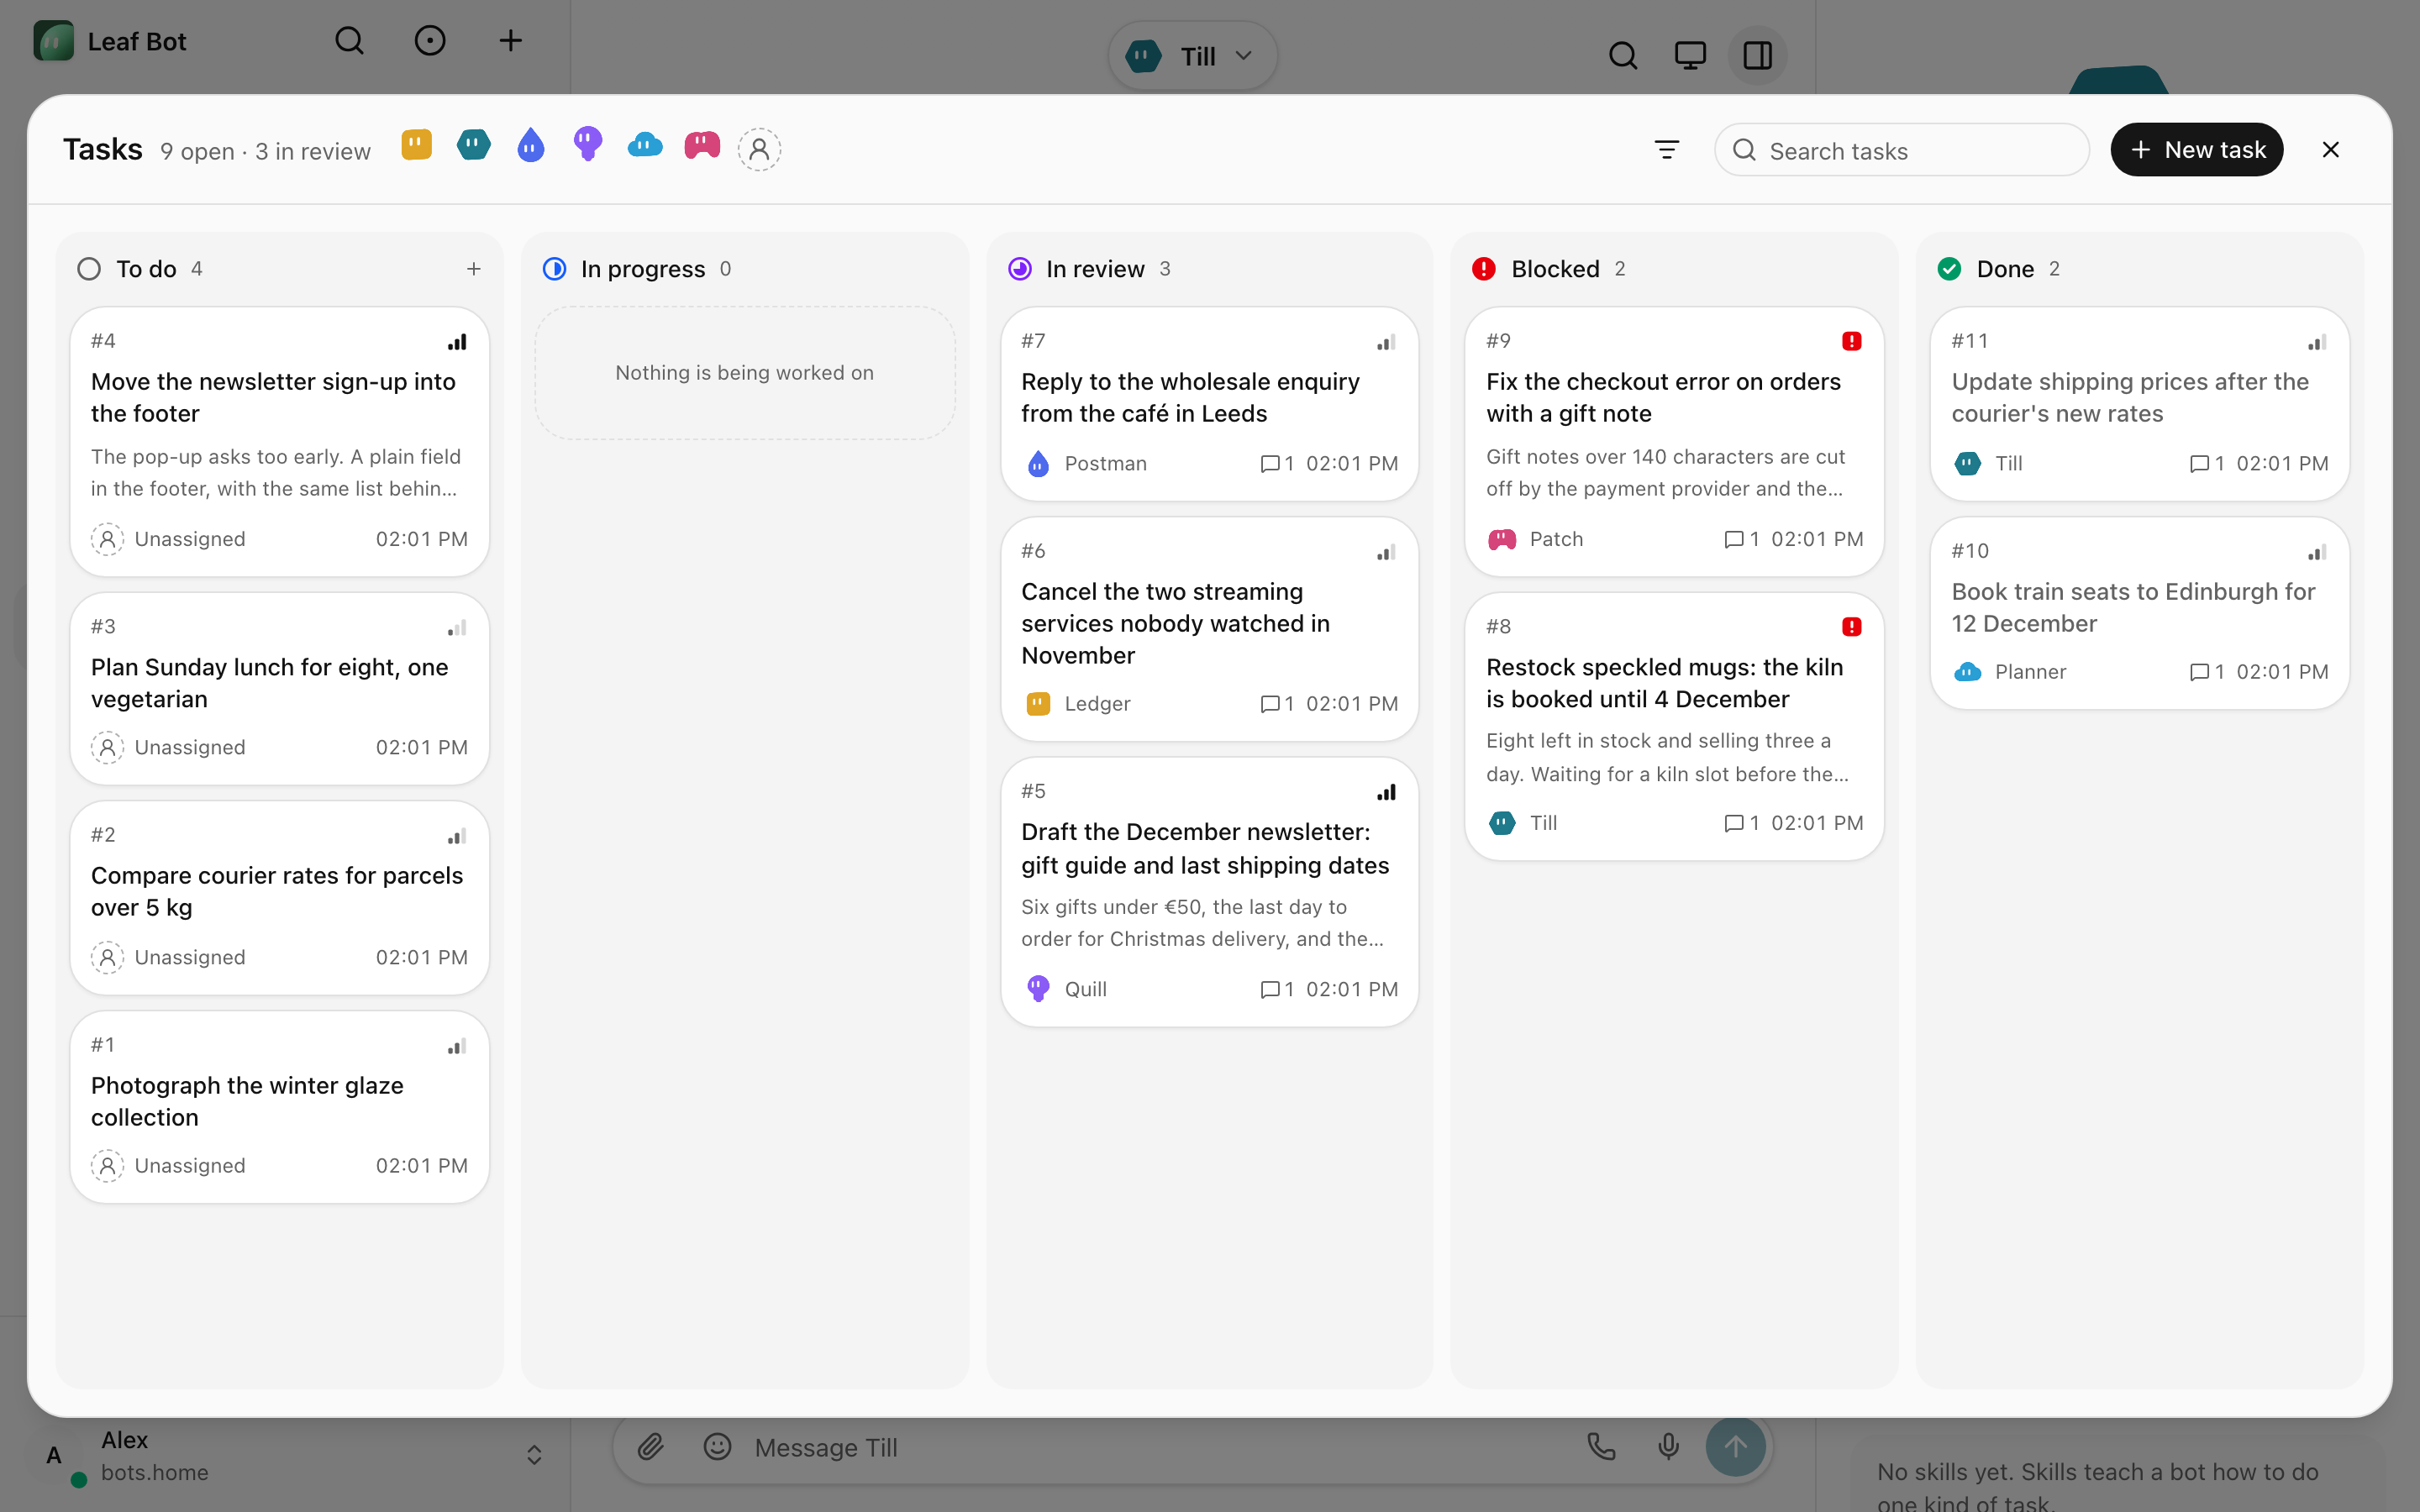 Leaf Bot
Till
Tasks 9 open · 3 in review
Search tasks
New task
To do 4
#4
Move the newsletter sign-up into
the footer
The pop-up asks too early. A plain field
in the footer, with the same list behin...
Unassigned 02:01 PM
#3
Plan Sunday lunch for eight, one
vegetarian
Unassigned 02:01 PM
#2
Compare courier rates for parcels
over 5 kg
Unassigned 02:01 PM
#1
Photograph the winter glaze
collection
Unassigned 02:01 PM
In progress 0
Nothing is being worked on
In review 3
#7
Reply to the wholesale enquiry
from the café in Leeds
Postman 1 02:01 PM
#6
Cancel the two streaming
services nobody watched in
November
Ledger 1 02:01 PM
#5
Draft the December newsletter:
gift guide and last shipping dates
Six gifts under €50, the last day to
order for Christmas delivery, and the...
Quill 1 02:01 PM
Blocked 2
#9
Fix the checkout error on orders
with a gift note
Gift notes over 140 characters are cut
off by the payment provider and the...
Patch 1 02:01 PM
#8
Restock speckled mugs: the kiln
is booked until 4 December
Eight left in stock and selling three a
day. Waiting for a kiln slot before the...
Till 1 02:01 PM
Done 2
#11
Update shipping prices after the
courier's new rates
Till 1 02:01 PM
#10
Book train seats to Edinburgh for
12 December
Planner 1 02:01 PM
A
Alex
bots.home
Message Till
No skills yet. Skills teach a bot how to do
one kind of task.